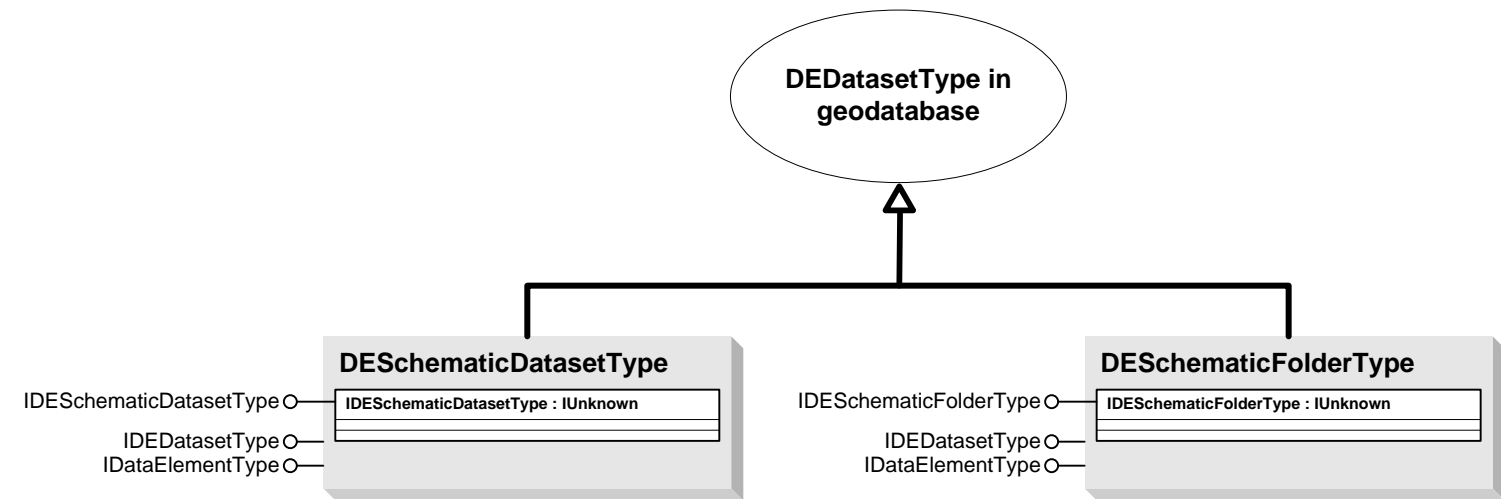 DEDatasetType in
geodatabase
DESchematicDatasetType
IDESchematicDatasetType
IDESchematicDatasetType : IUnknown
IDEDatasetType
IDataElementType
DESchematicFolderType
IDESchematicFolderType
IDESchematicFolderType : IUnknown
IDEDatasetType
IDataElementType